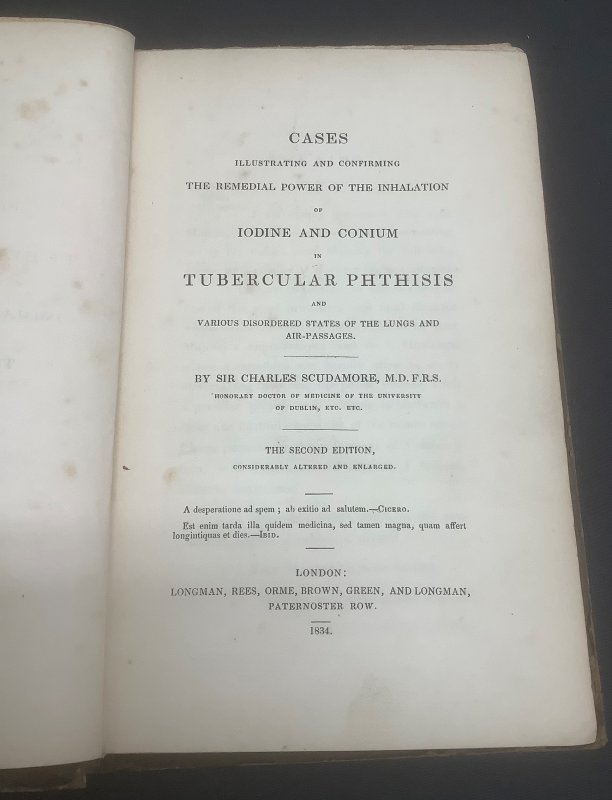 CASES
ILLUSTRATING AND CONFIRMING
THE REMEDIAL POWER OF THE INHALATION
OF
IODINE AND CONIUM
IN
TUBERCULAR PHTHISIS
AND
VARIOUS DISORDERED STATES OF THE LUNGS AND
AIR-PASSAGES.
BY SIR CHARLES SCUDAMORE, M.D. F.R.S.
HONORARY DOCTOR OF MEDICINE OF THE UNIVERSITY
OF DUBLIN, ETC. ETC.
THE SECOND EDITION,
CONSIDERABLY ALTERED AND ENLARGED.
A desperatione ad spem ; ab exitio ad salutem.—CICERO.
Est enim tarda illa quidem medicina, sed tamen magna, quam affert
longintiquas et dies.—IBID.
LONDON:
LONGMAN, REES, ORME, BROWN, GREEN, AND LONGMAN,
PATERNOSTER ROW.
1834.